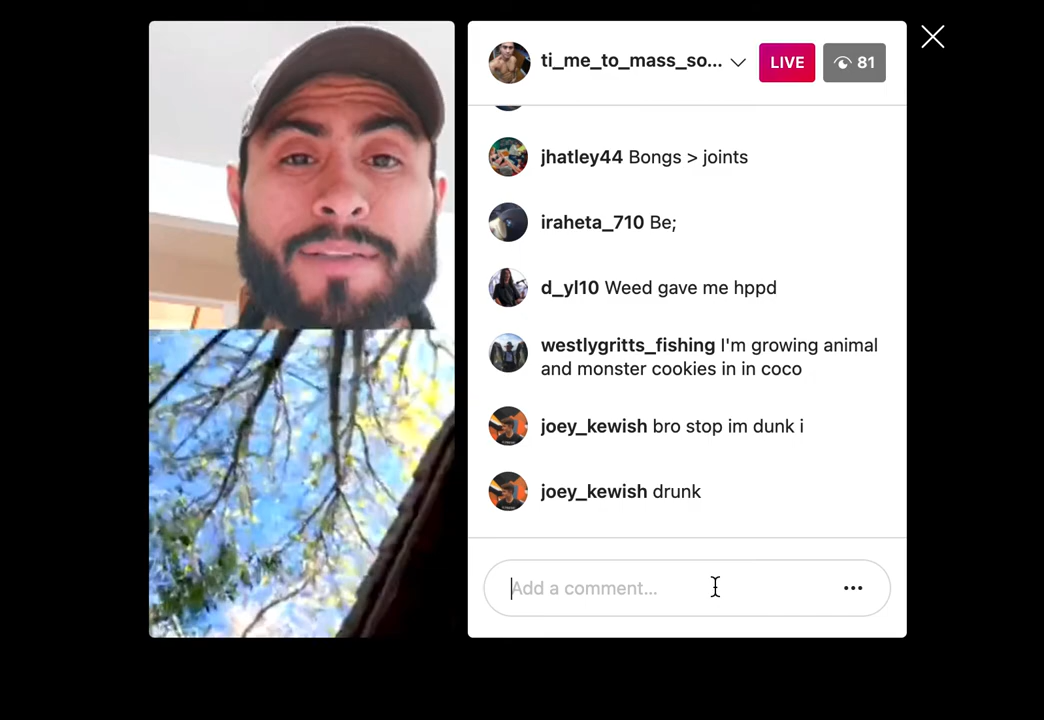 ti_me_to_mass_so... LIVE 81
jhatley44 Bongs > joints
iraheta_710 Be;
d_yl10 Weed gave me hppd
westlygritts_fishing I'm growing animal
and monster cookies in in coco
joey_kewish bro stop im dunk i
joey_kewish drunk
Add a comment...